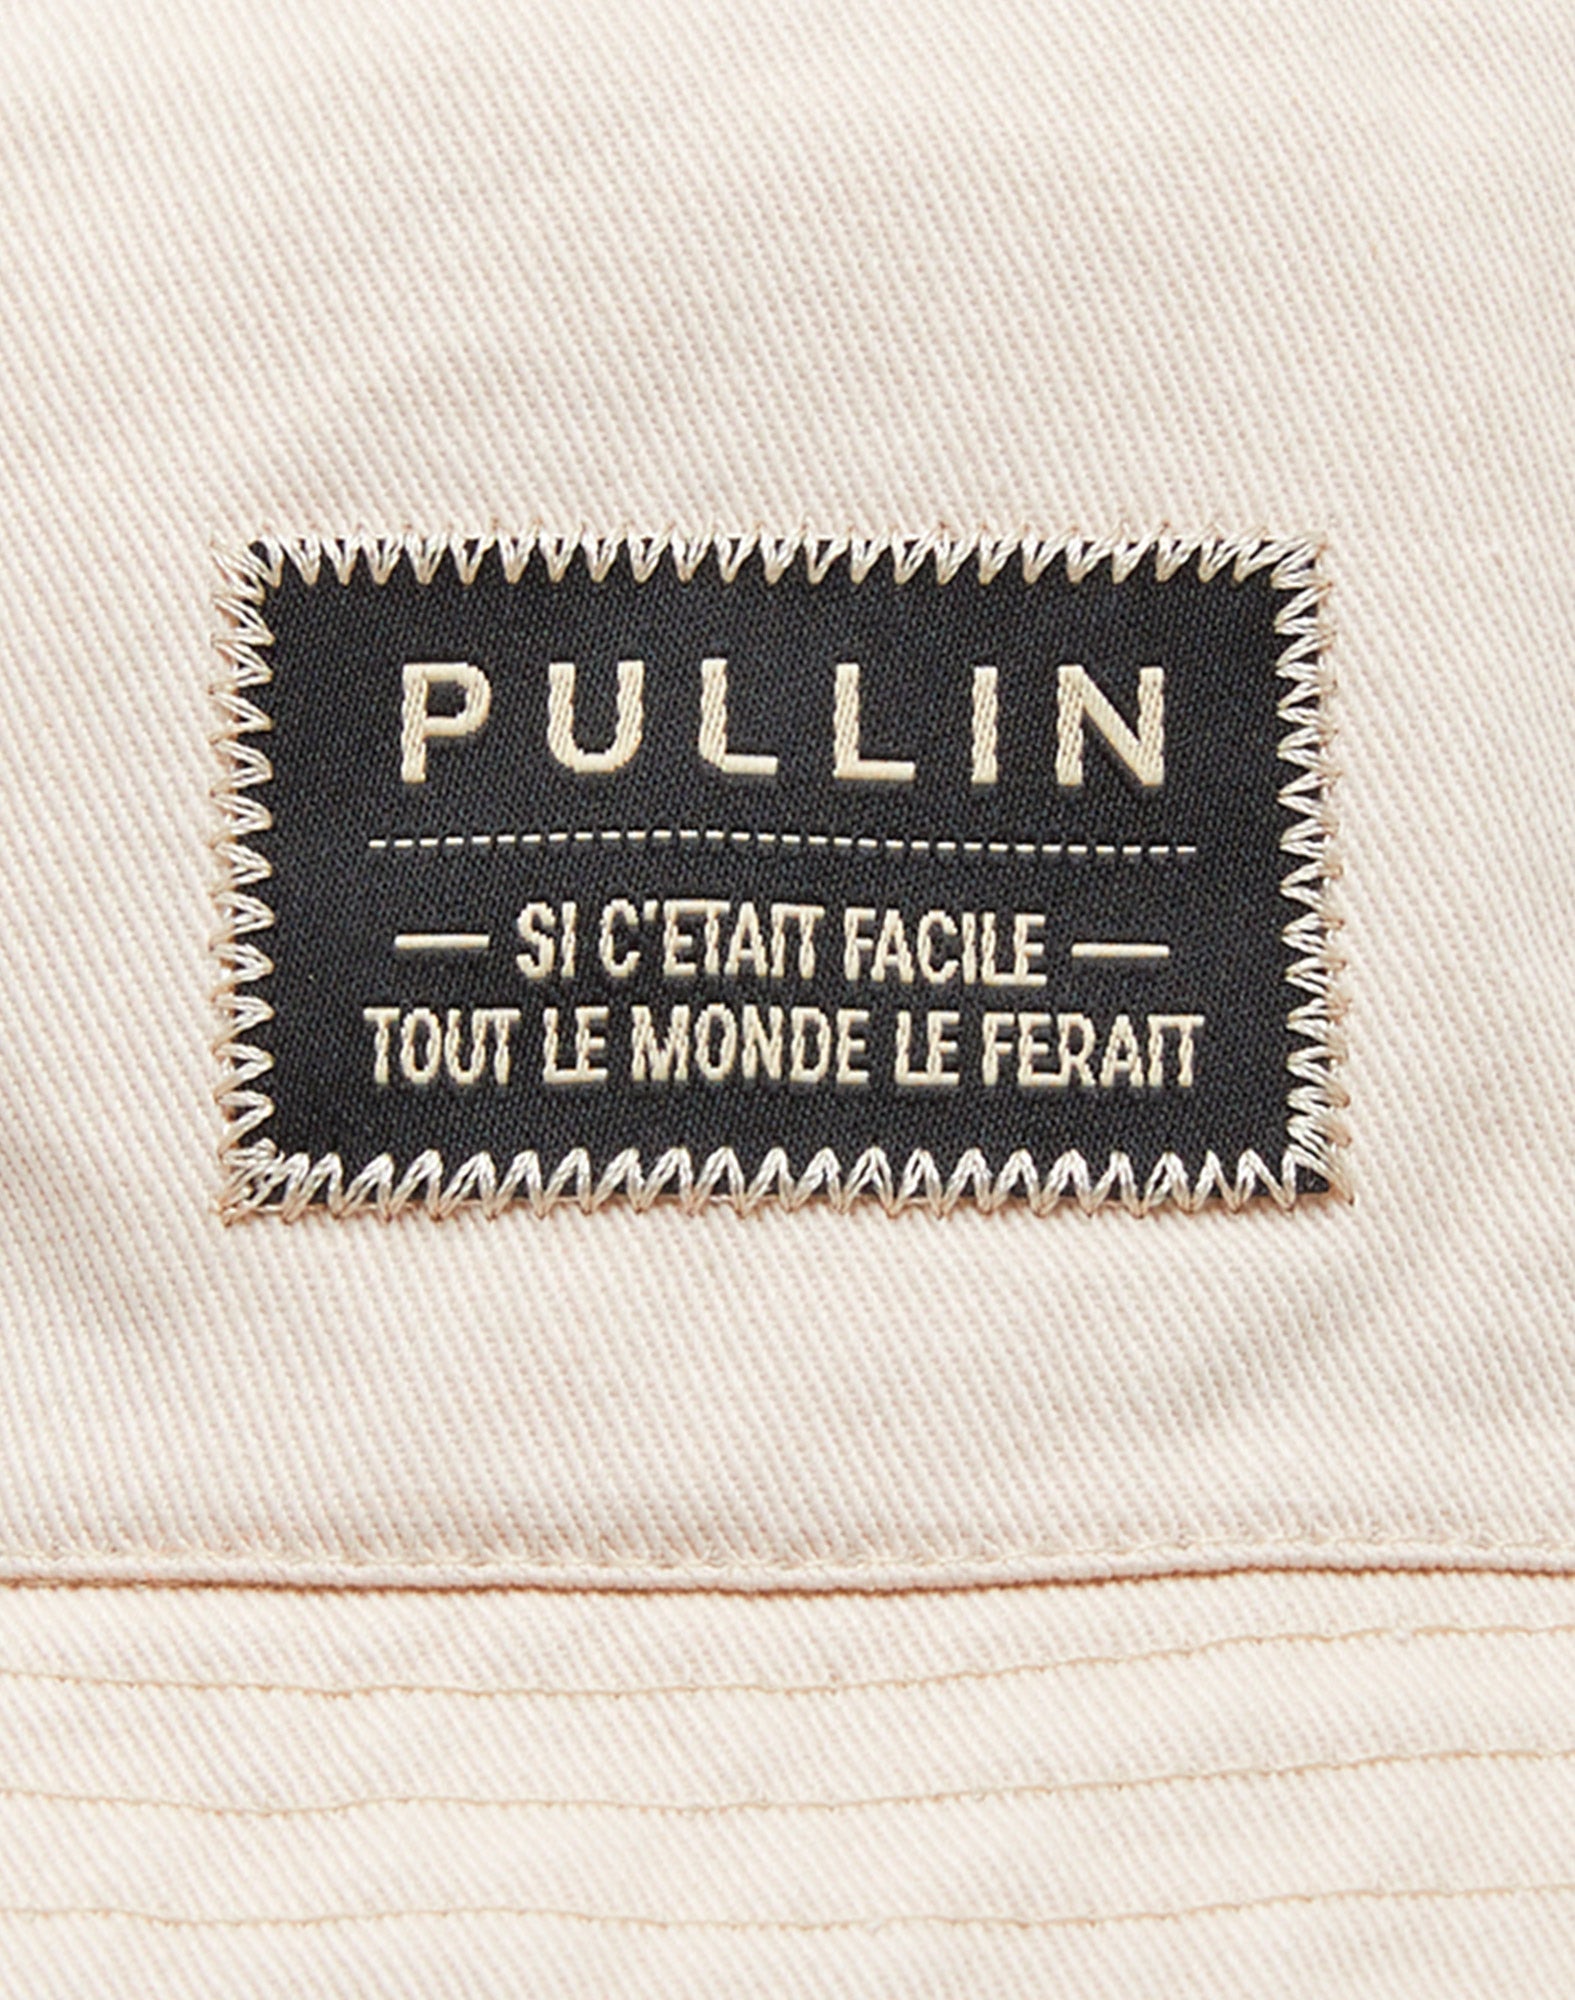 PULLIN
— SI C'ETAIT FACILE —
TOUT LE MONDE LE FERAIT